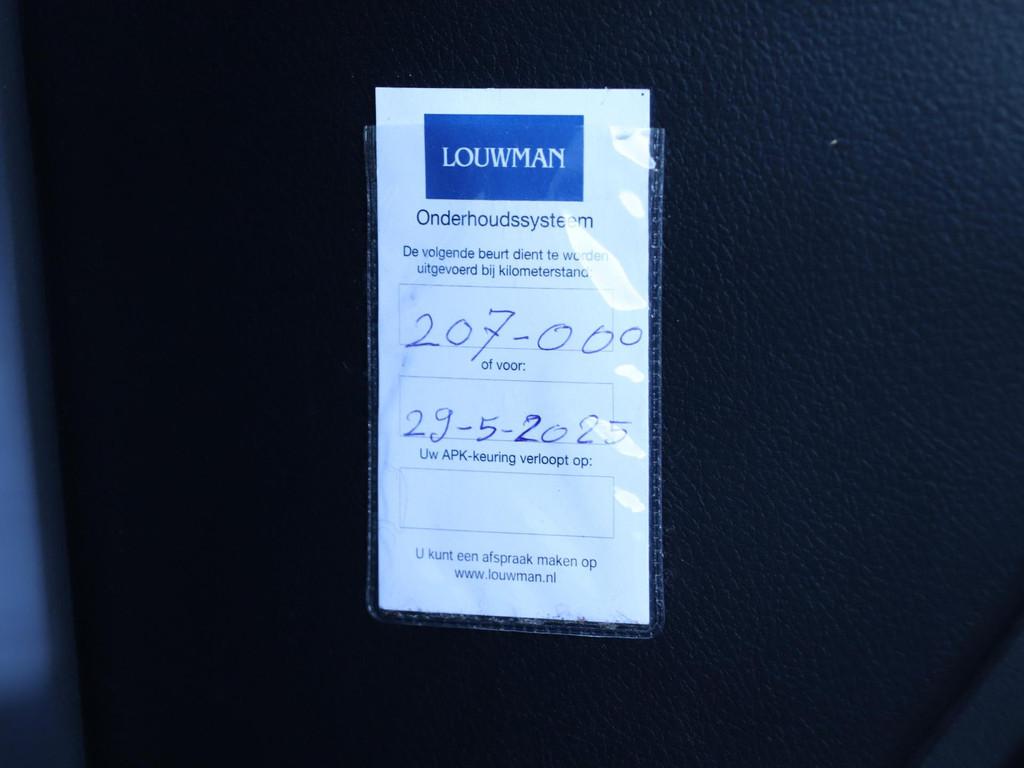 LOUWMAN
Onderhoudssysteem
De volgende beurt dient te worden
uitgevoerd bij kilometerstand:
207-000
of voor:
29-5-2025
Uw APK-keuring verloopt op:
U kunt een afspraak maken op
www.louwman.nl